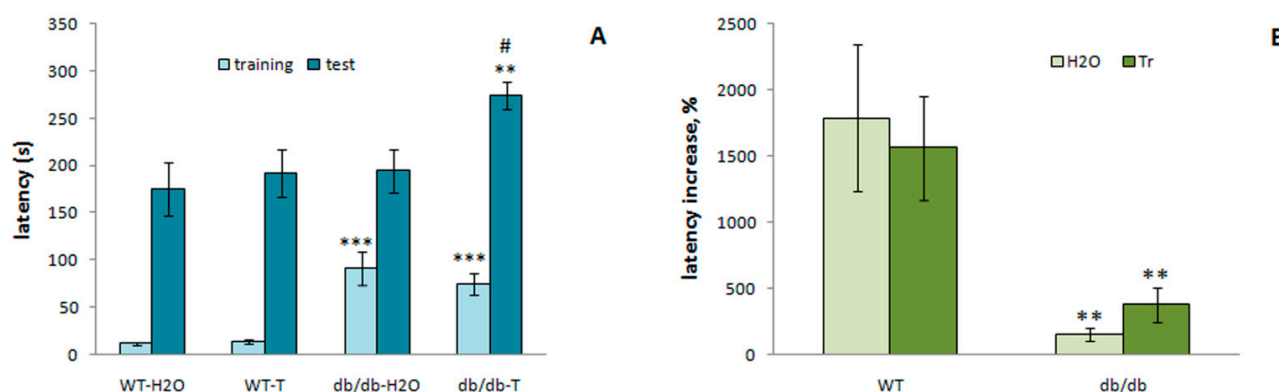 A
training test
latency (s)
350
300
250
200
150
100
50
0
***
***
#
**
WT-H2O WT-T db/db-H2O db/db-T
H2O Tr
latency increase, %
2500
2000
1500
1000
500
0
**
**
WT db/db